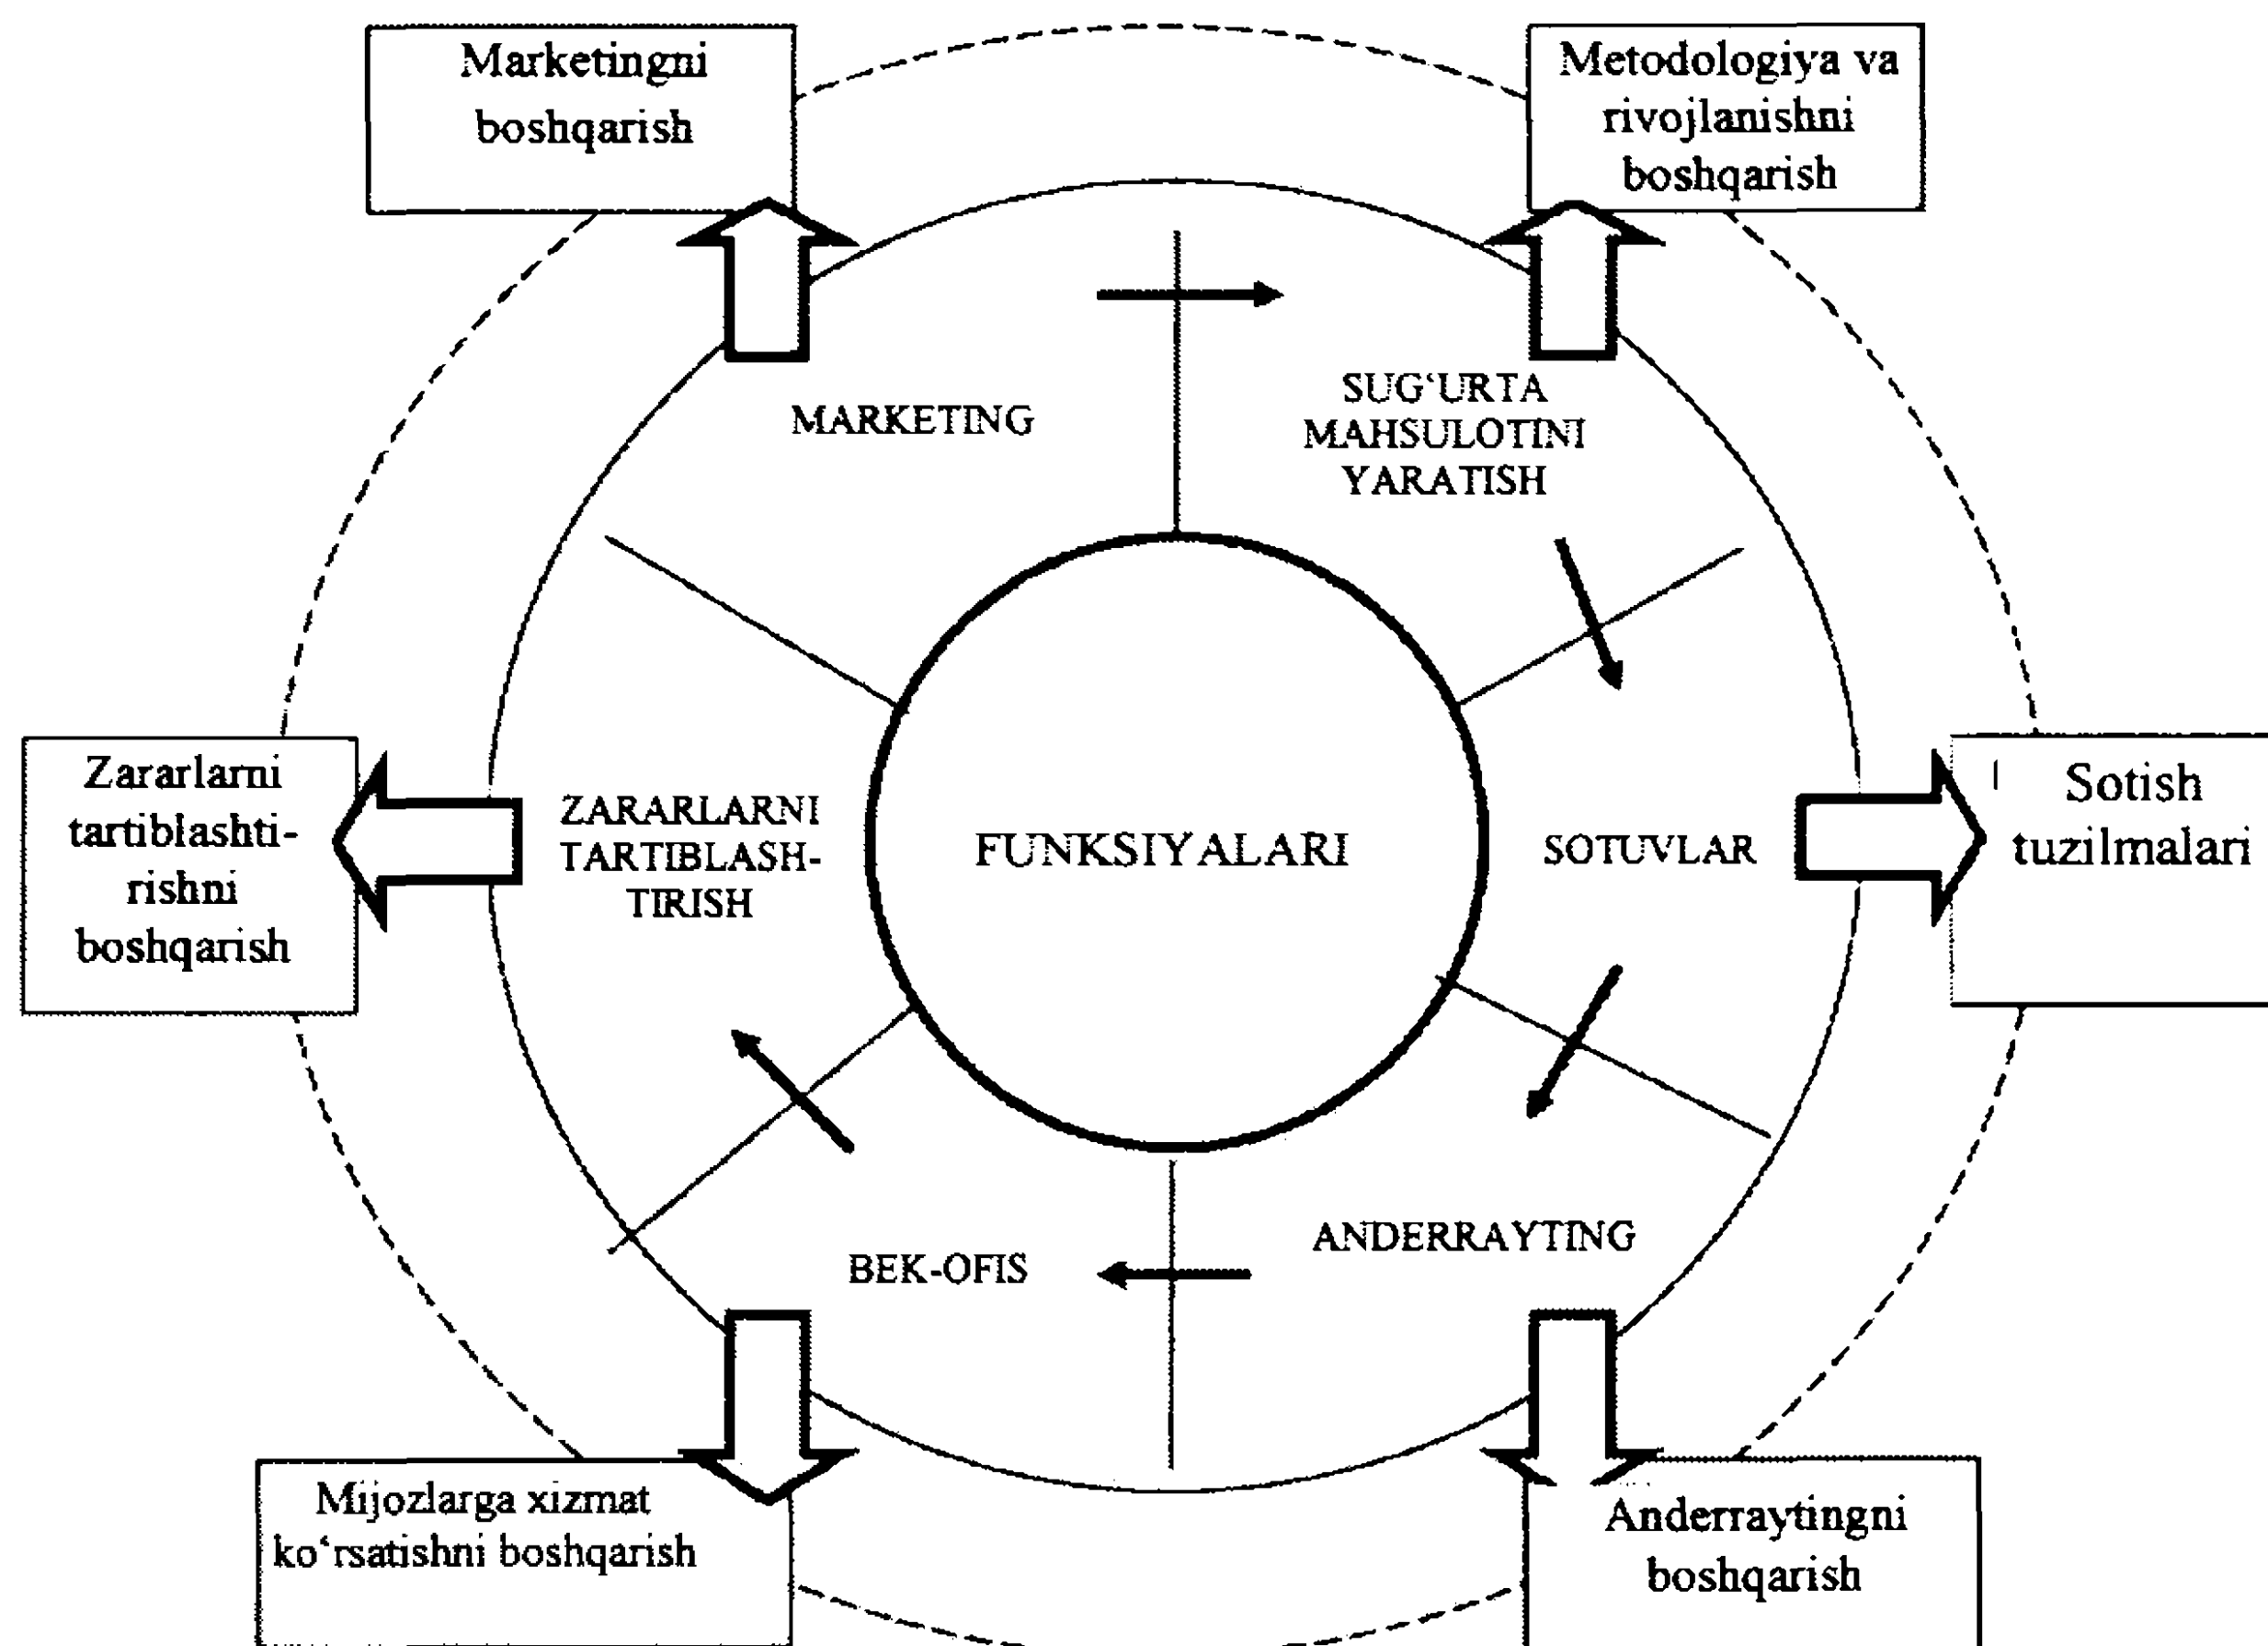 Marketingni
boshqarish
Metodologiya va
rivojlanishni
boshqarish
MARKETING
SUG‘URTA
MAHSULOTINI
YARATISH
Zararlarni
tartiblashti-
rishni
boshqarish
ZARARLARNI
TARTIBLASH-
TIRISH
FUNKSIYALARI
SOTUVLAR
Sotish
tuzilmalari
BEK-OFIS
ANDERRAYTING
Mijozlarga xizmat
ko‘rsatishni boshqarish
Anderraytingni
boshqarish